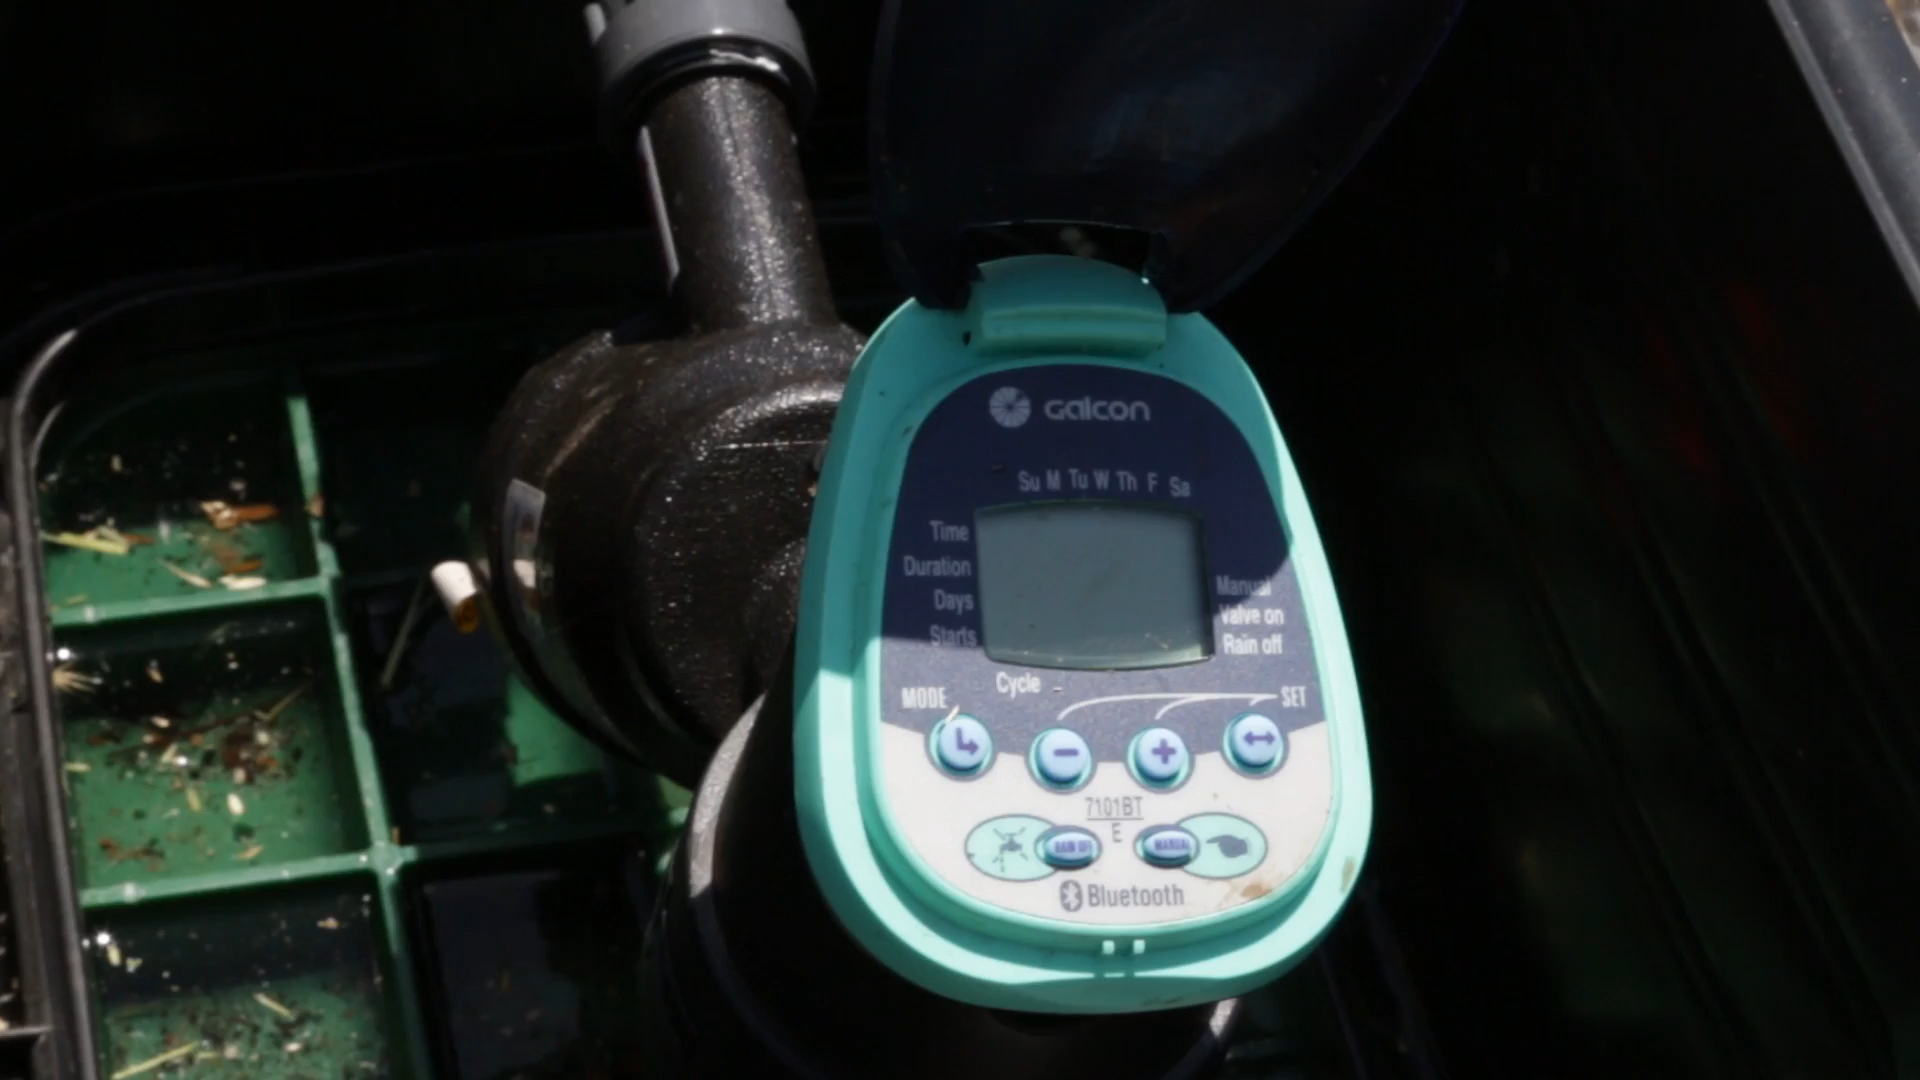 Galcon
Su M Tu W Th F Sa
Time
Duration
Days
Starts
Manual
Valve on
Rain off
Cycle
MODE
SET
7101BT
E
RAIN OFF
MANUAL
Bluetooth